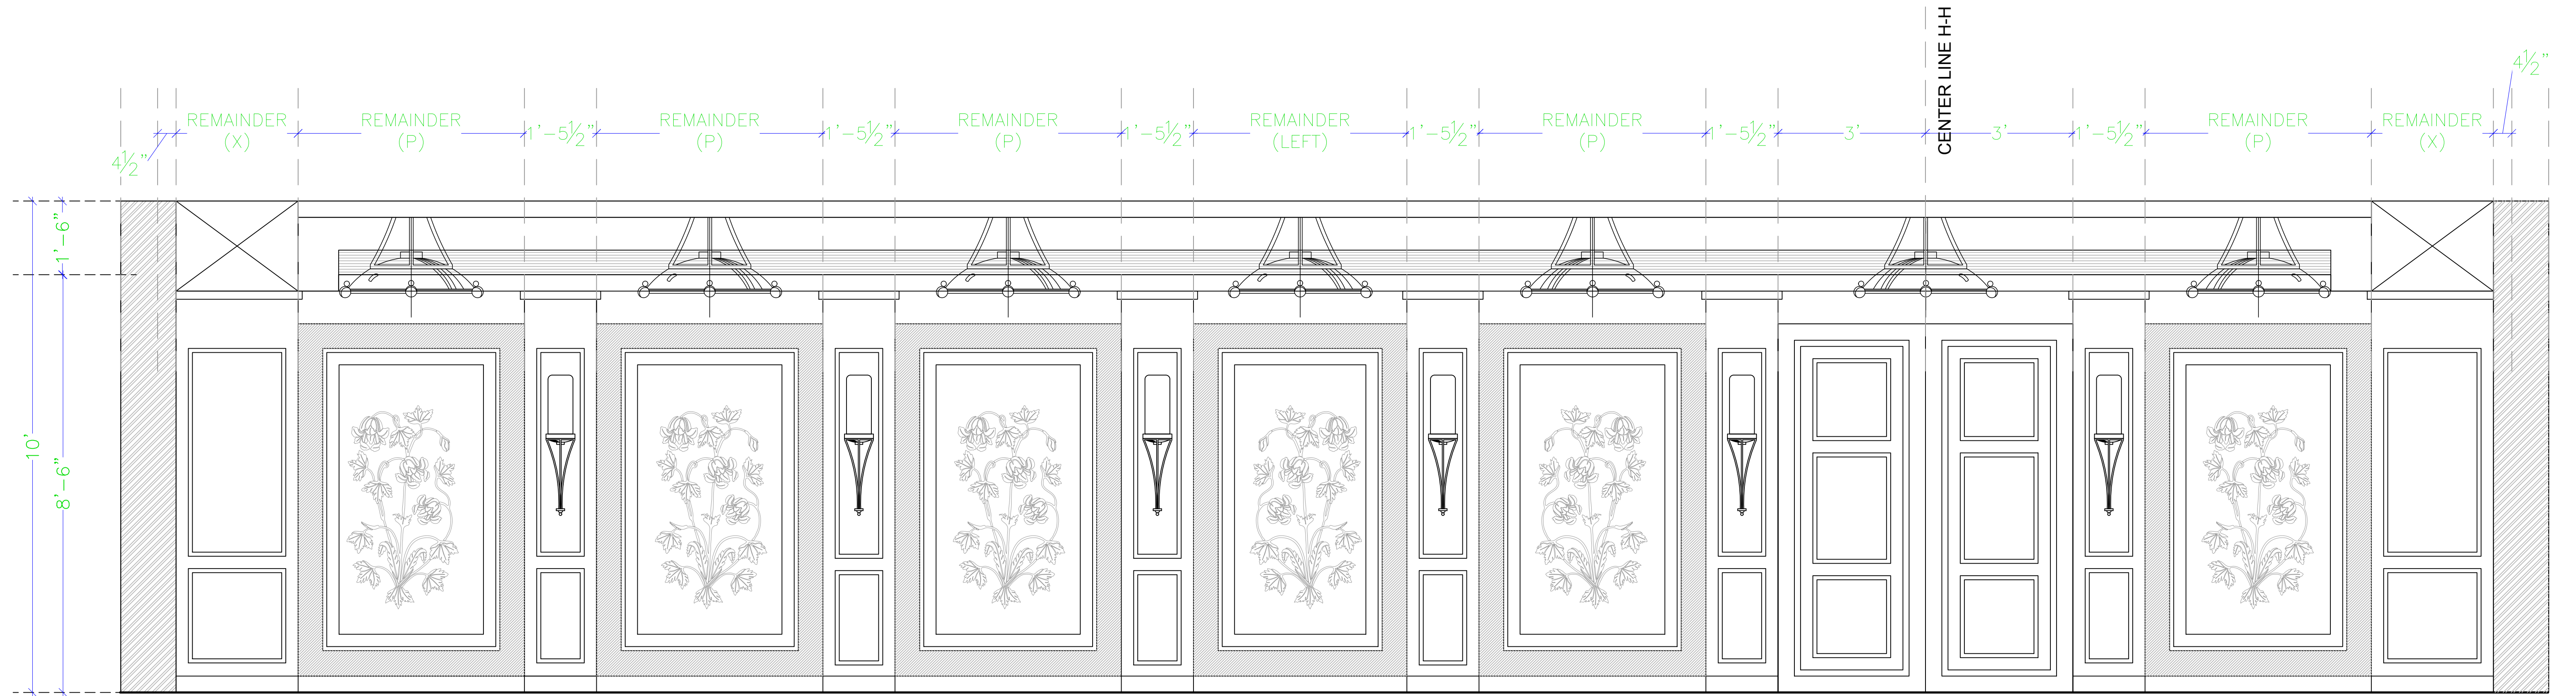 CENTER LINE H-H
4½"
REMAINDER
(X)
REMAINDER
(P)
1'-5½"
REMAINDER
(P)
1'-5½"
REMAINDER
(P)
1'-5½"
REMAINDER
(LEFT)
1'-5½"
REMAINDER
(P)
1'-5½"
3'
3'
1'-5½"
REMAINDER
(P)
REMAINDER
(X)
4½"
1'-6"
10'
8'-6"